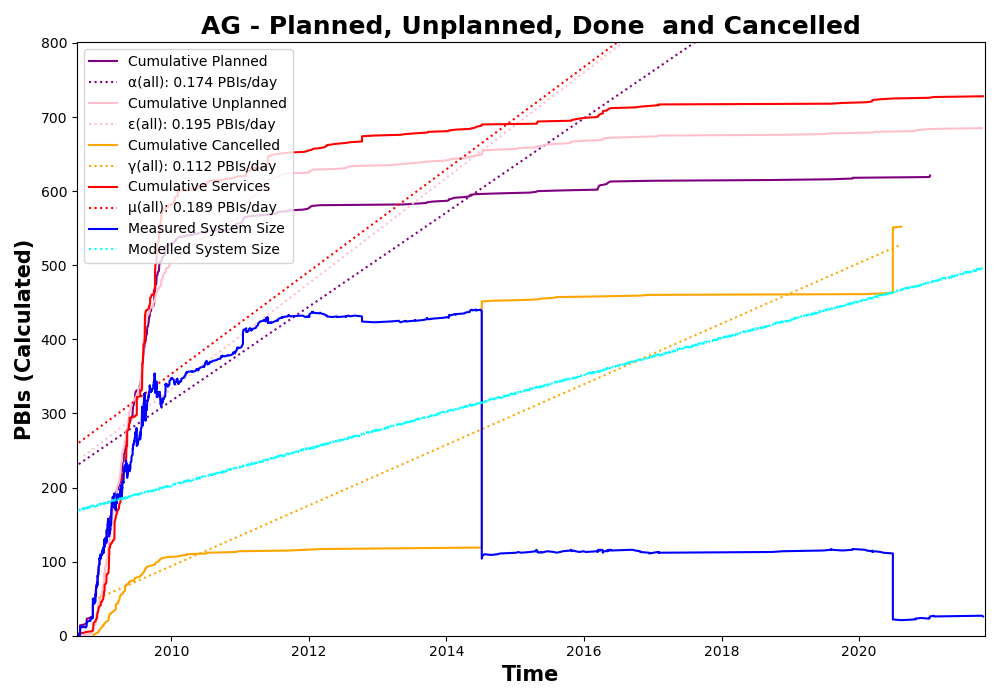 AG - Planned, Unplanned, Done  and Cancelled
800
700
600
500
400
300
200
100
0
PBIs (Calculated)
Cumulative Planned
α(all): 0.174 PBIs/day
Cumulative Unplanned
ε(all): 0.195 PBIs/day
Cumulative Cancelled
γ(all): 0.112 PBIs/day
Cumulative Services
μ(all): 0.189 PBIs/day
Measured System Size
Modelled System Size
2010
2012
2014
2016
2018
2020
Time